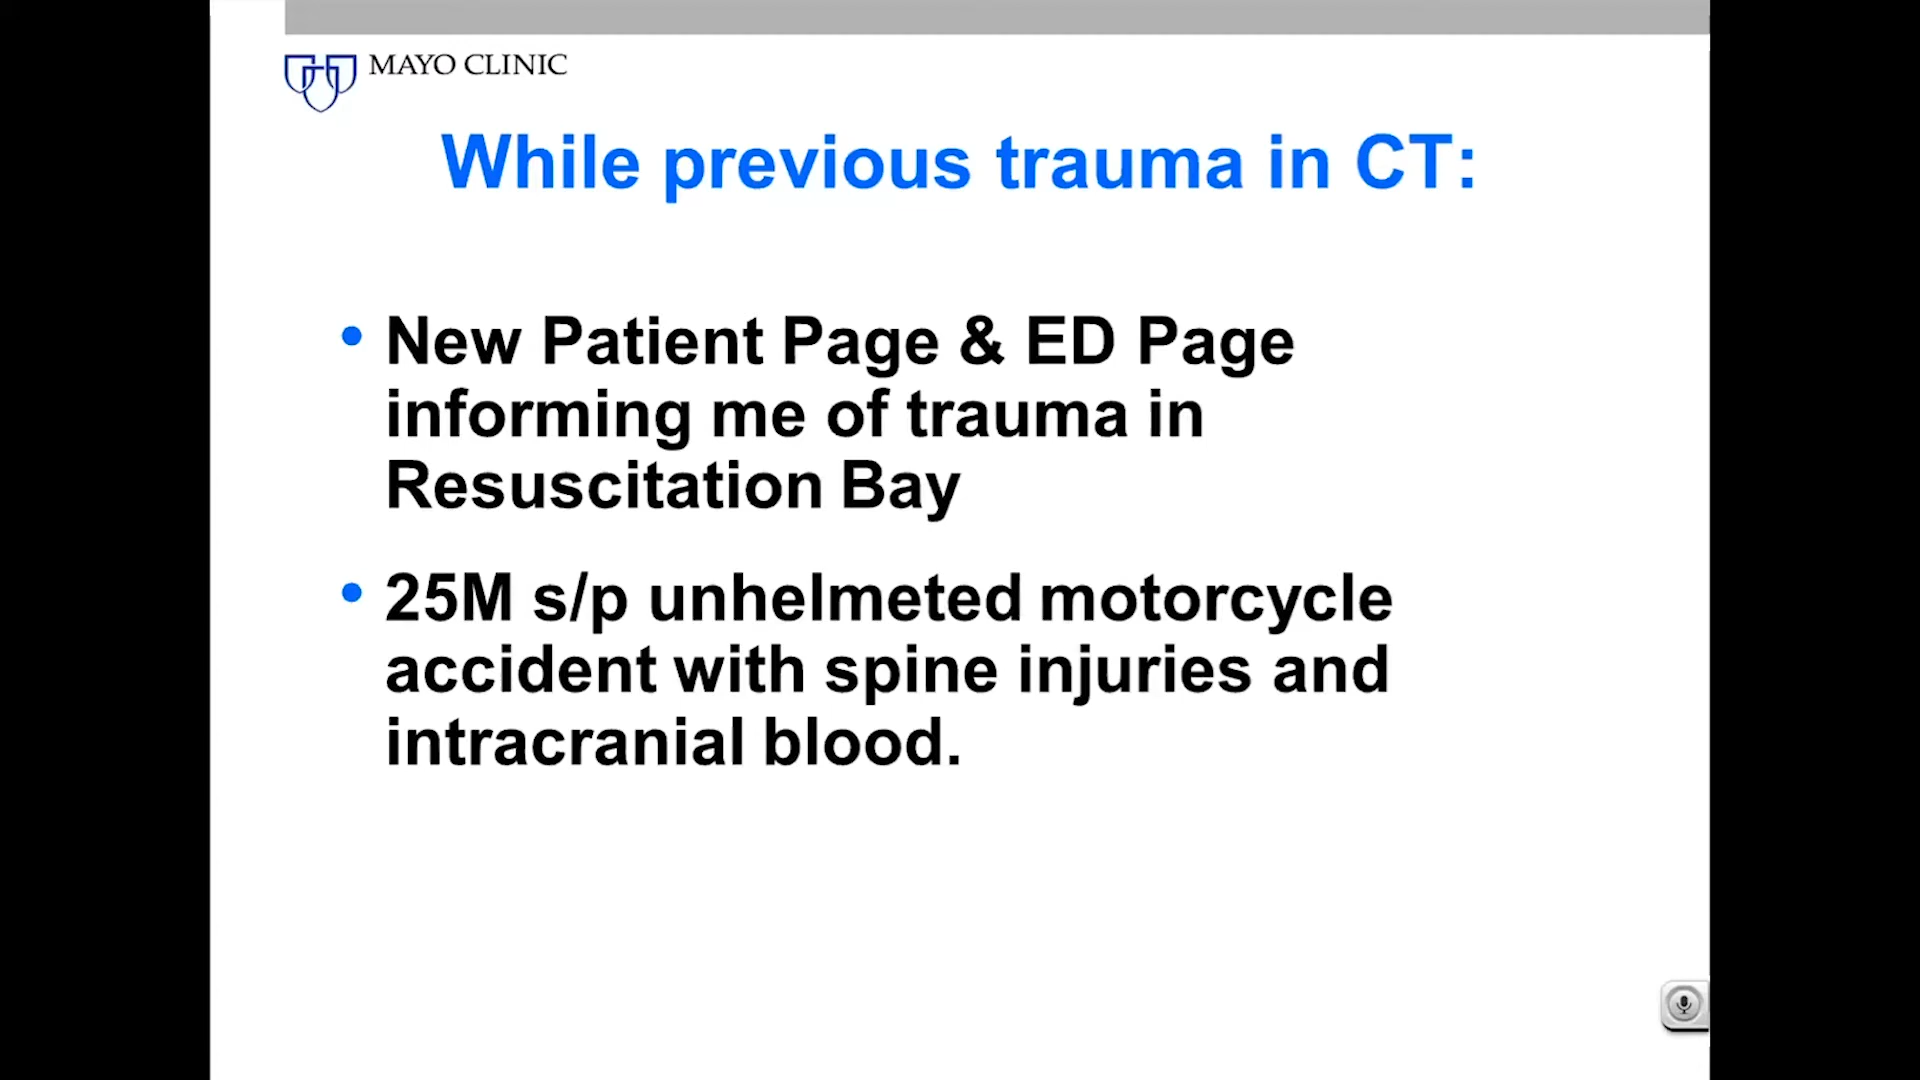 MAYO CLINIC
While previous trauma in CT:
• New Patient Page & ED Page
informing me of trauma in
Resuscitation Bay
• 25M s/p unhelmeted motorcycle
accident with spine injuries and
intracranial blood.